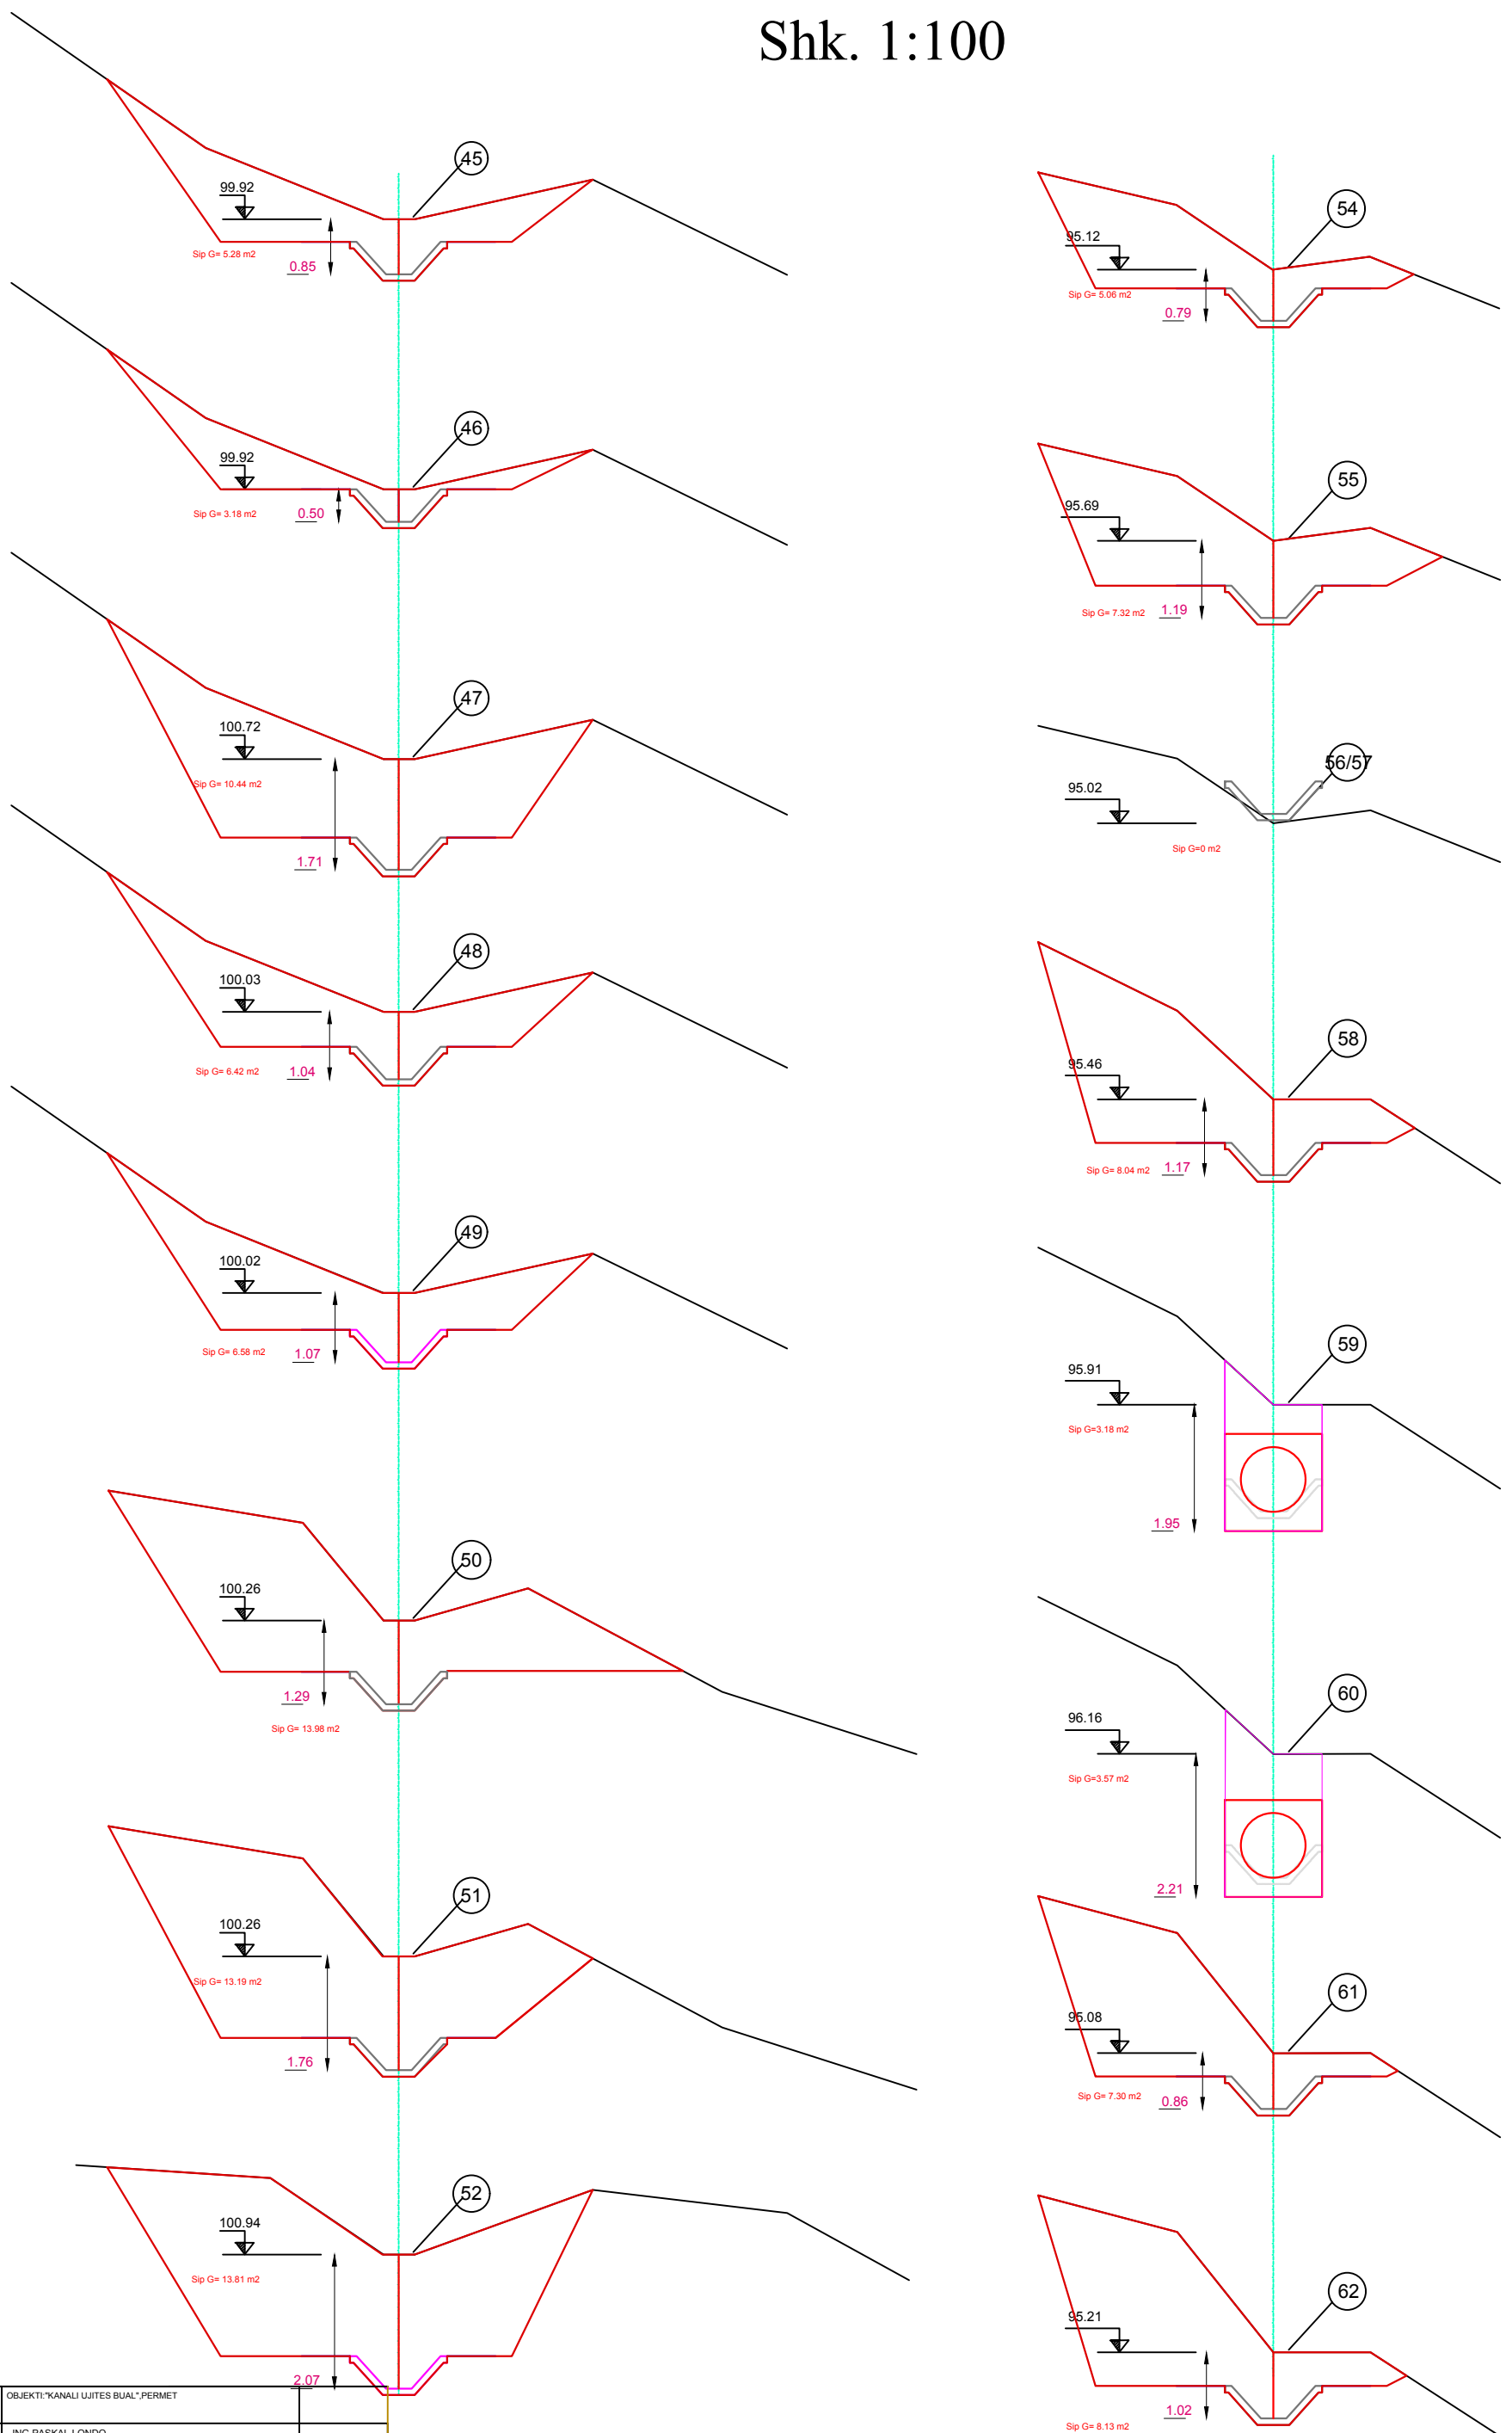 Shk. 1:100
45
99.92
Sip G= 5.28 m2
0.85
46
99.92
Sip G= 3.18 m2
0.50
47
100.72
Sip G= 10.44 m2
1.71
48
100.03
Sip G= 6.42 m2
1.04
49
100.02
Sip G= 6.58 m2
1.07
50
100.26
1.29
Sip G= 13.98 m2
51
100.26
Sip G= 13.19 m2
1.76
52
100.94
Sip G= 13.81 m2
2.07
OBJEKTI:"KANALI UJITES BUAL",PERMET
ING.PASKAL LONDO
54
95.12
Sip G= 5.06 m2
0.79
55
95.69
Sip G= 7.32 m2
1.19
56/57
95.02
Sip G=0 m2
58
95.46
Sip G= 8.04 m2
1.17
59
95.91
Sip G=3.18 m2
1.95
60
96.16
Sip G=3.57 m2
2.21
61
95.08
Sip G= 7.30 m2
0.86
62
95.21
1.02
Sip G= 8.13 m2